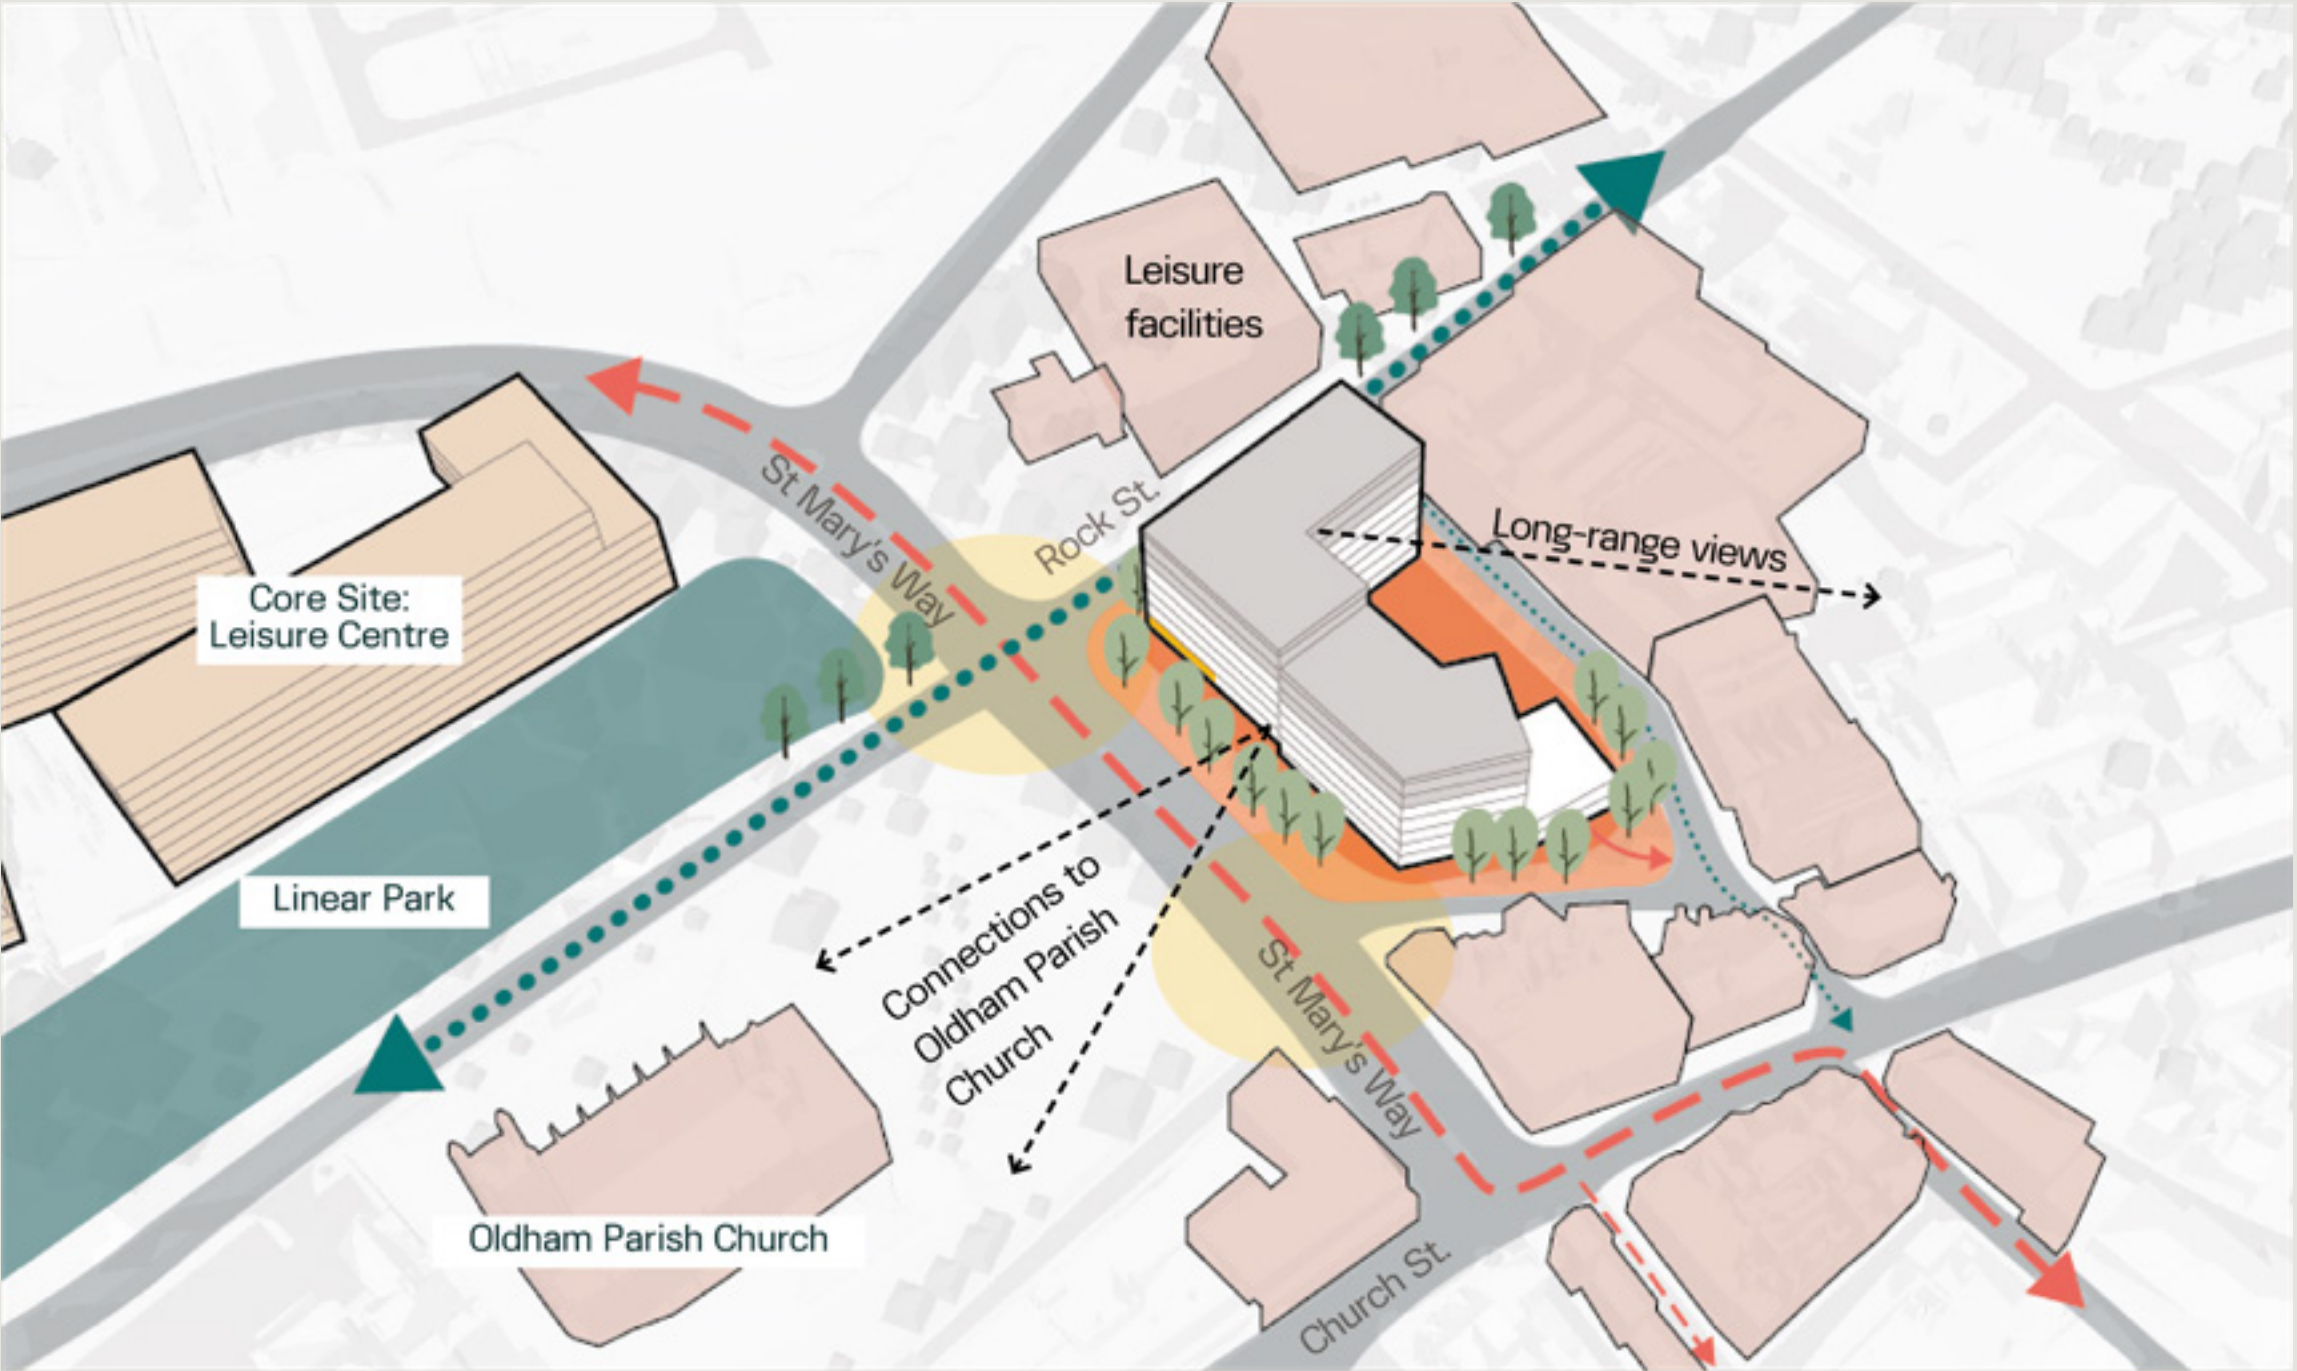 Leisure
facilities
St Mary's Way
Rock St.
Long-range views
Core Site:
Leisure Centre
Linear Park
Connections to
Oldham Parish
Church
St Mary's Way
Oldham Parish Church
Church St.